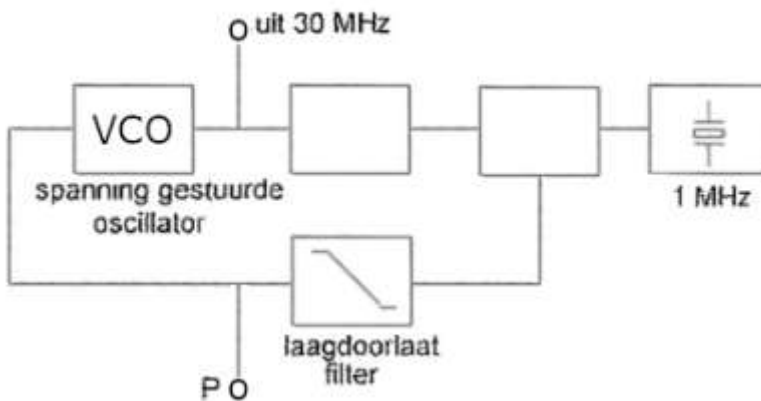 uit 30 MHz
VCO
spanning gestuurde
oscillator
1 MHz
laagdoorlaat
filter
P